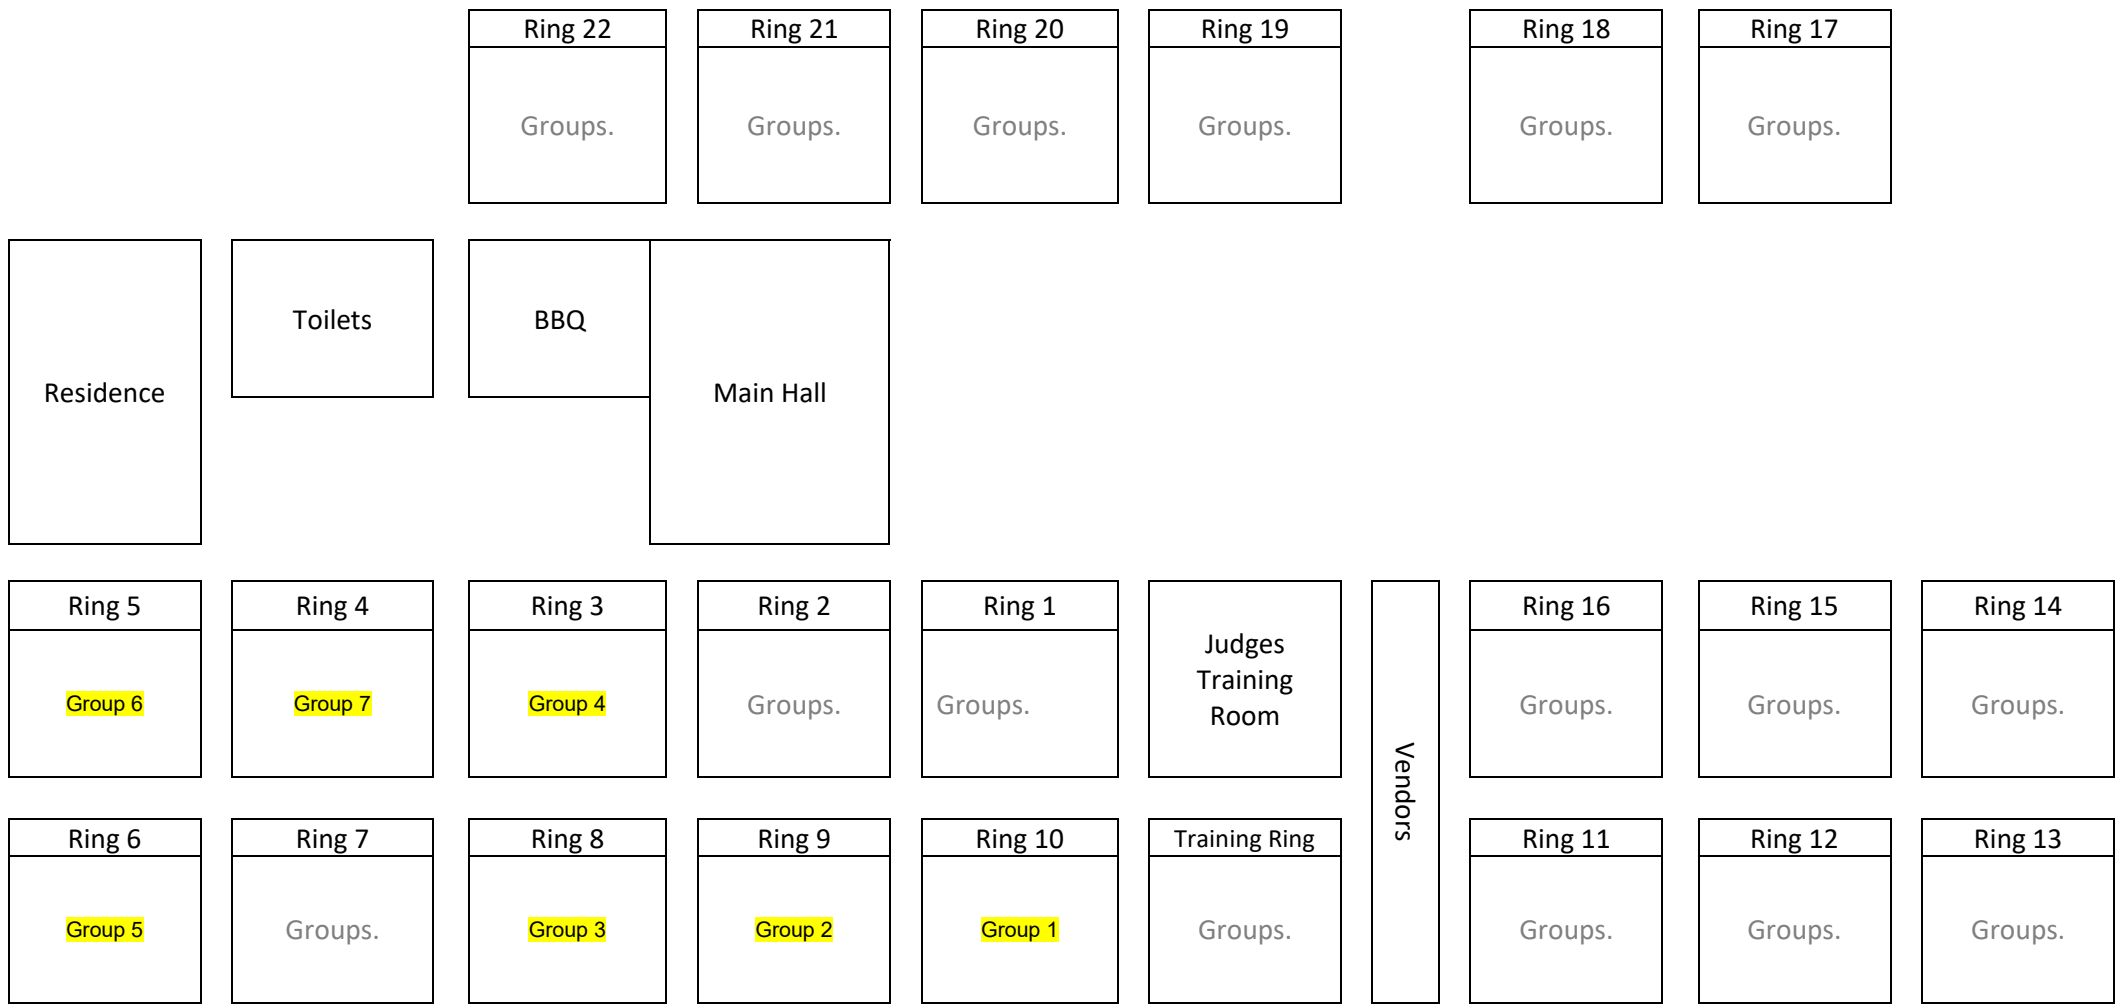 Ring 22
Ring 21
Ring 20
Ring 19
Ring 18
Ring 17
Groups.
Groups.
Groups.
Groups.
Groups.
Groups.
Residence
Toilets
BBQ
Main Hall
Ring 5
Ring 4
Ring 3
Ring 2
Ring 1
Judges
Training
Room
Vendors
Ring 16
Ring 15
Ring 14
Group 6
Group 7
Group 4
Groups.
Groups.
Groups.
Groups.
Groups.
Ring 6
Ring 7
Ring 8
Ring 9
Ring 10
Training Ring
Ring 11
Ring 12
Ring 13
Group 5
Groups.
Group 3
Group 2
Group 1
Groups.
Groups.
Groups.
Groups.